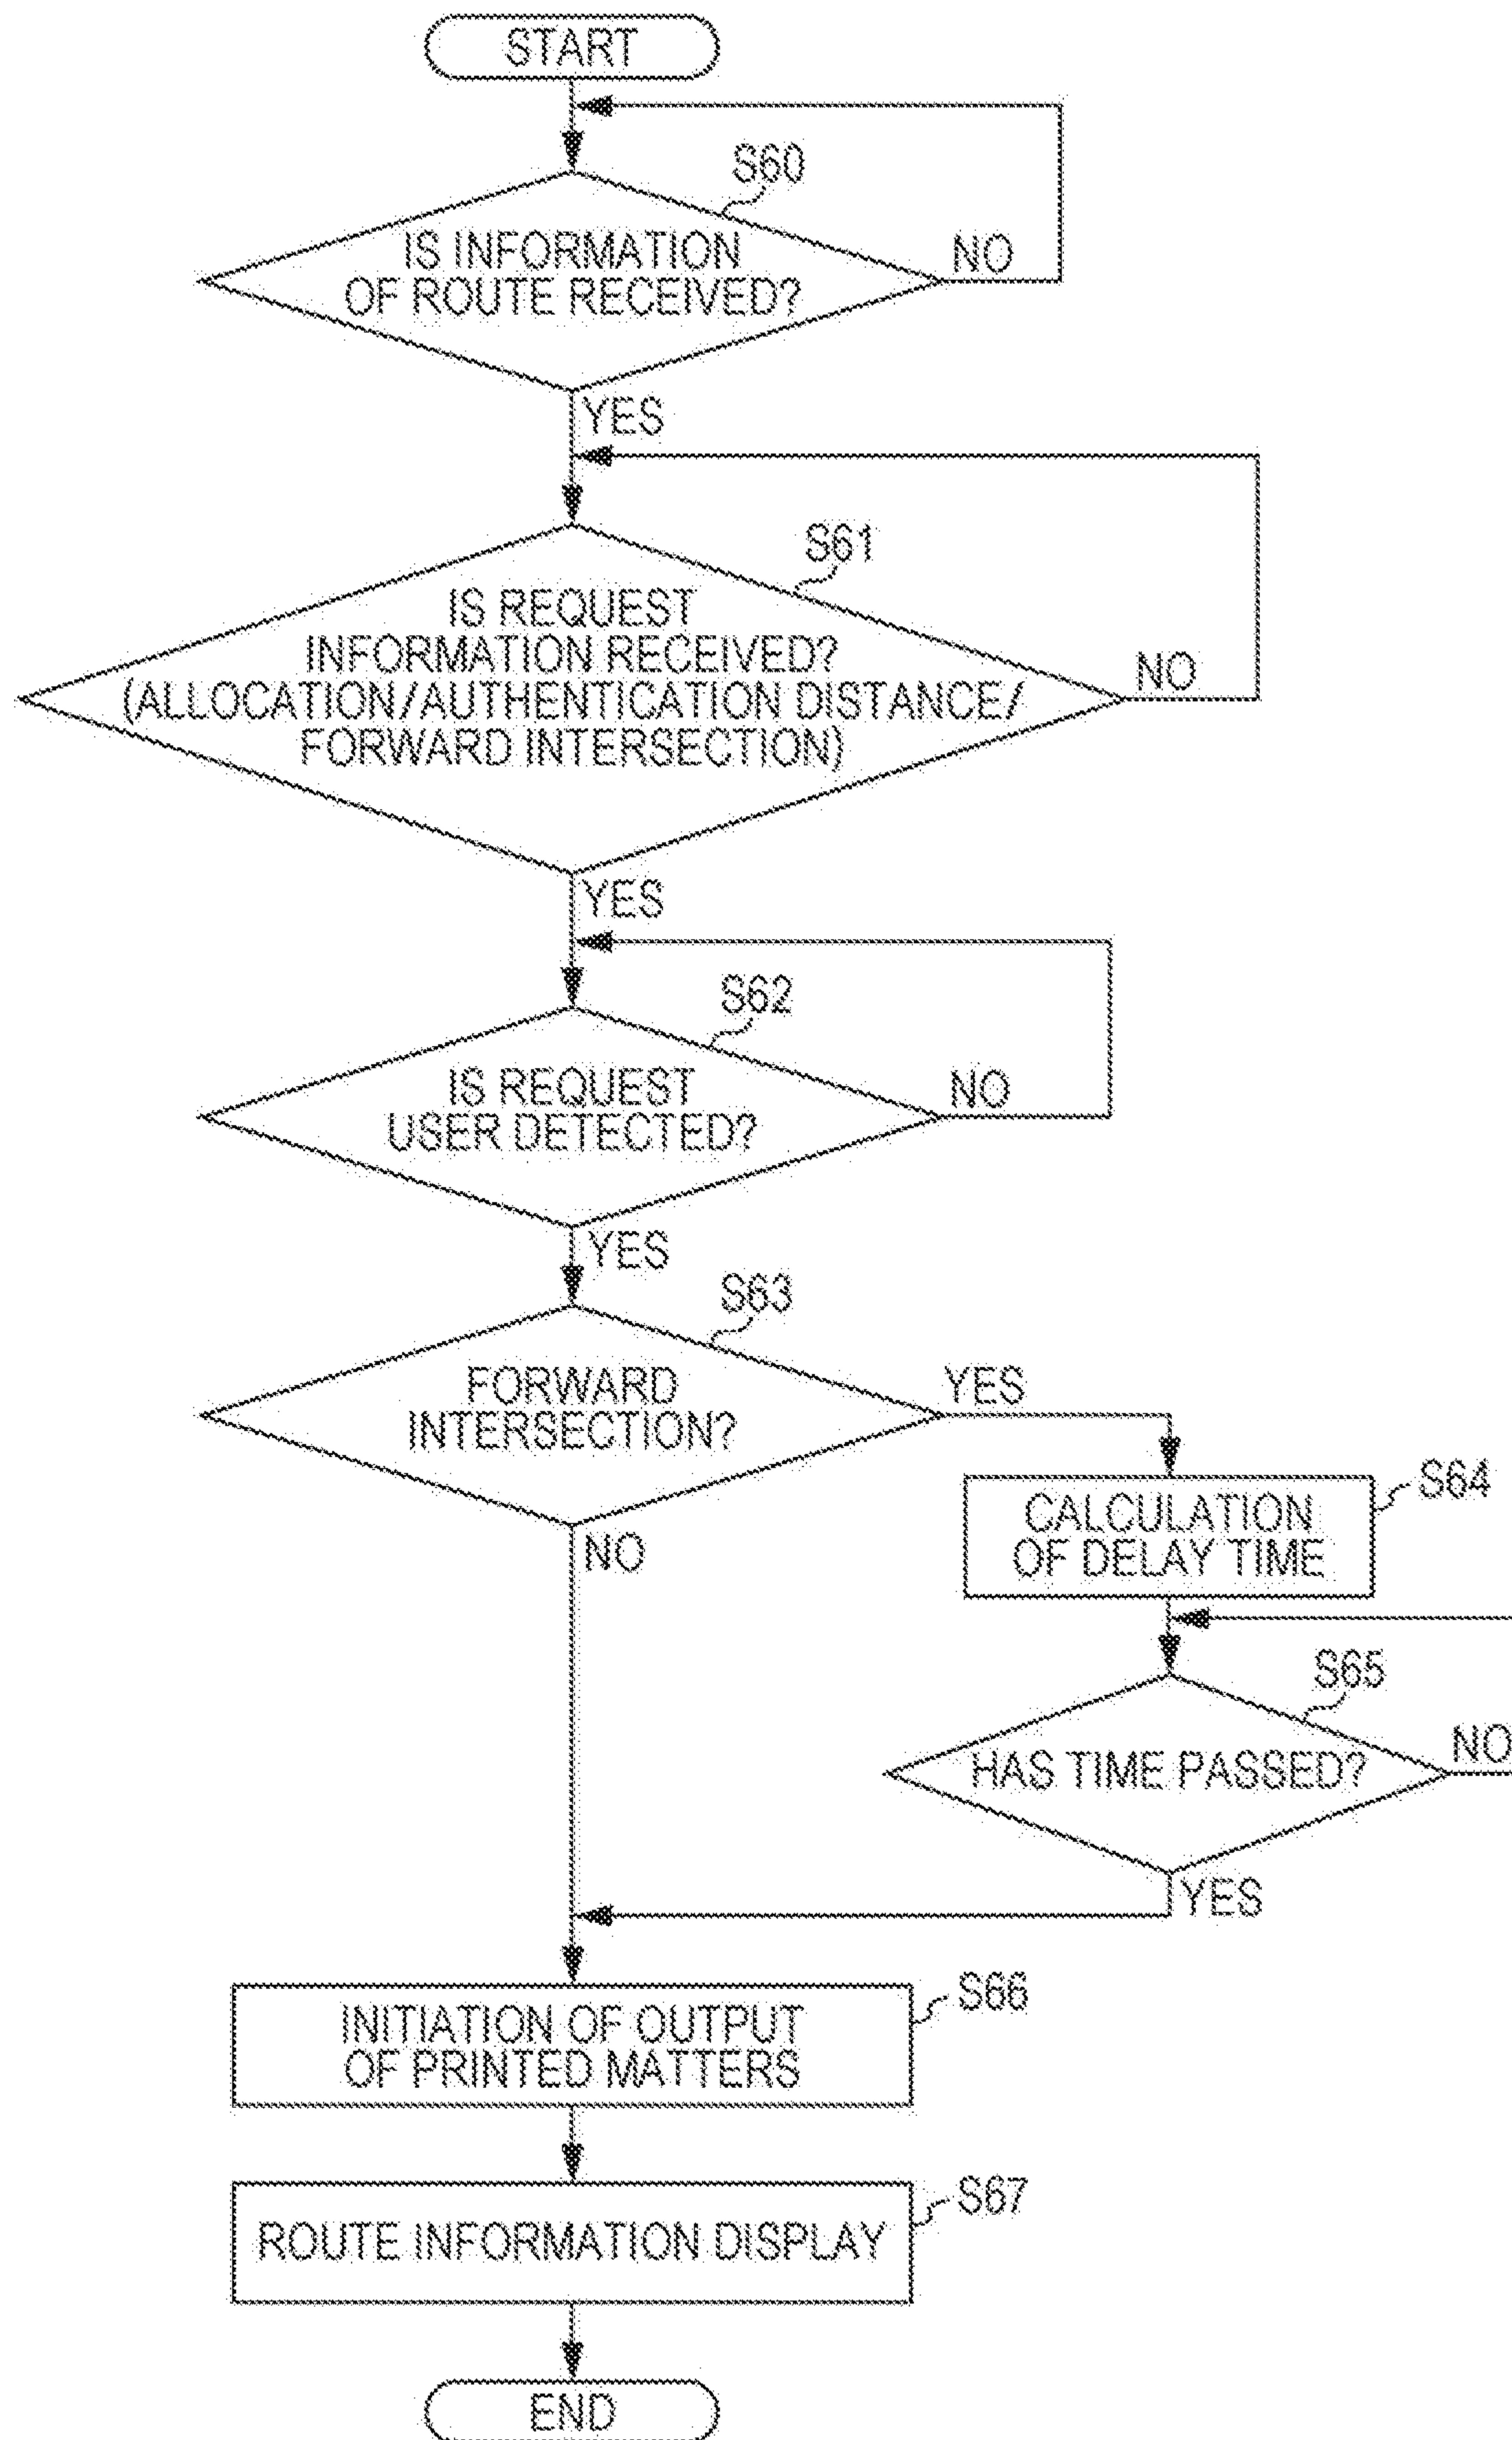 START
S60
IS INFORMATION
OF ROUTE RECEIVED?
NO
YES
S61
IS REQUEST
INFORMATION RECEIVED?
(ALLOCATION/AUTHENTICATION DISTANCE/
FORWARD INTERSECTION)
NO
YES
S62
IS REQUEST
USER DETECTED?
NO
YES
S63
FORWARD
INTERSECTION?
YES
NO
S64
CALCULATION
OF DELAY TIME
S65
HAS TIME PASSED?
NO
YES
S66
INITIATION OF OUTPUT
OF PRINTED MATTERS
S67
ROUTE INFORMATION DISPLAY
END